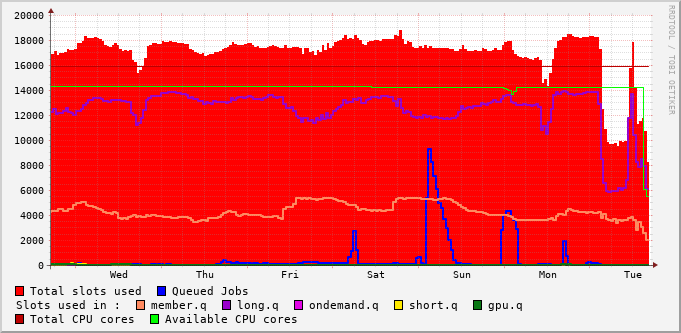 RRDTOOL / TOBI OETIKER
20000
18000
16000
14000
12000
10000
8000
6000
4000
2000
0
Wed Thu Fri Sat Sun Mon Tue
Total slots used Queued Jobs
Slots used in : member.q long.q ondemand.q short.q gpu.q
Total CPU cores Available CPU cores